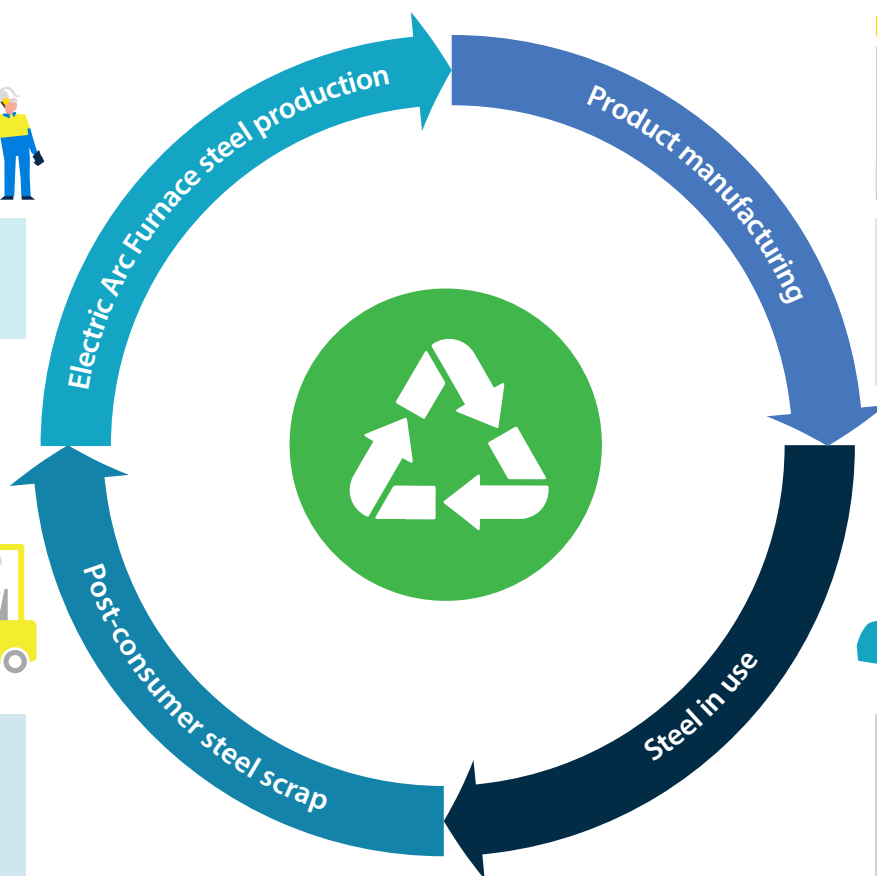 Electric Arc Furnace steel production
Product manufacturing
Steel in use
Post-consumer steel scrap